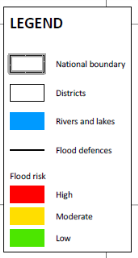 LEGEND
National boundary
Districts
Rivers and lakes
Flood defences
Flood risk
High
Moderate
Low